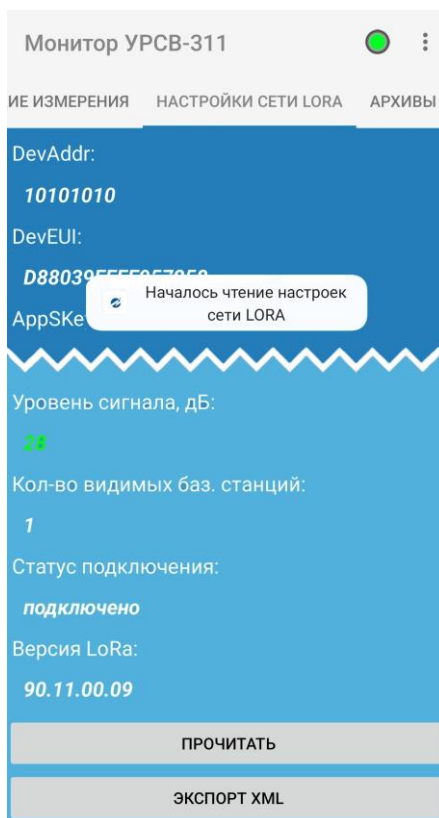 Монитор УРСВ-311
ИЕ ИЗМЕРЕНИЯ НАСТРОЙКИ СЕТИ LORA АРХИВЫ
DevAddr:
10101010
DevEUI:
Началось чтение настроек
сети LORA
AppSKe
Уровень сигнала, дБ:
28
Кол-во видимых баз. станций:
1
Статус подключения:
подключено
Версия LoRa:
90.11.00.09
ПРОЧИТАТЬ
ЭКСПОРТ XML